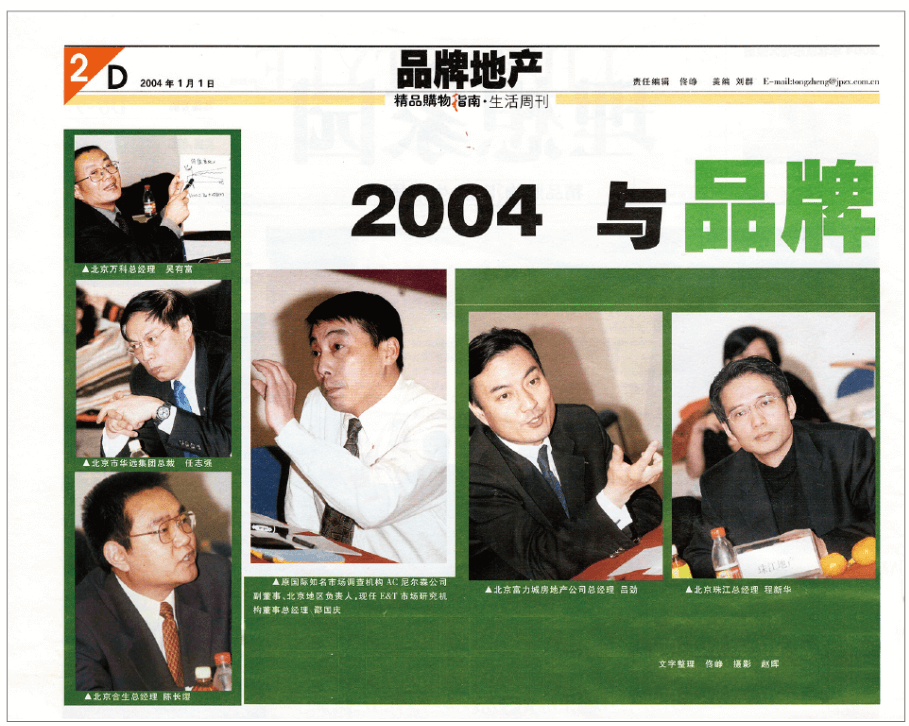 2
D
2004年1月1日
品牌地产
精品購物指南·生活周刊
责任编辑 佟峥 美编 刘群 E-mail:tongzheng@jpzx.com.cn
2004 与品牌
▲北京万科总经理 吴有富
▲北京市华远集团总裁 任志强
▲北京合生总经理 陈长滢
▲原国际知名市场调查机构AC尼尔森公司
副董事、北京地区负责人。现任E&T市场研究机
构董事总经理 邵国庆
▲北京富力城房地产公司总经理 吕劲
▲北京珠江总经理 程新华
珠江地产
文字整理 佟峥 摄影 赵晖